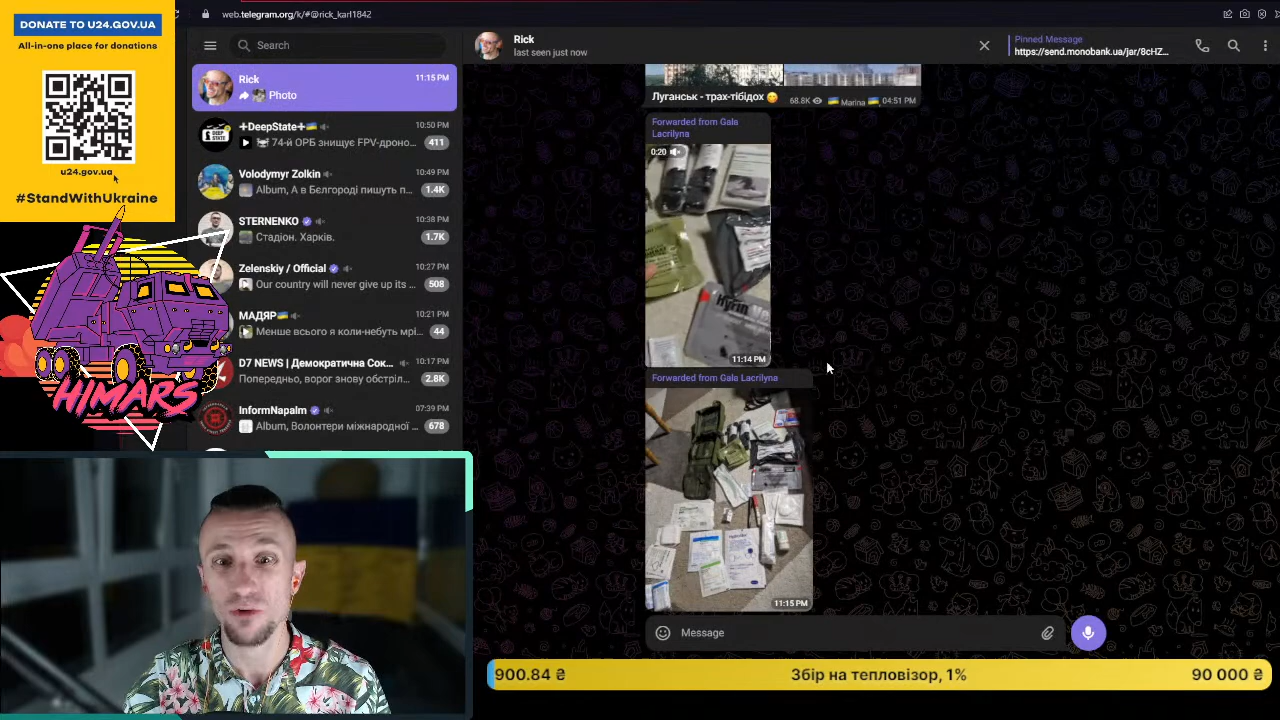 DONATE TO U24.GOV.UA
All-in-one place for donations
u24.gov.ua
#StandWithUkraine
HIMARS
web.telegram.org/k/#@rick_karl1842
Search
Rick
11:15 PM
Photo
+DeepState+
10:50 PM
74-й ОРБ знищує FPV-дроно...
411
Volodymyr Zolkin
10:49 PM
Album, А в Бєлгороді пишуть п...
1.4K
STERNENKO
10:38 PM
Стадіон. Харків.
1.7K
Zelenskiy / Official
10:27 PM
Our country will never give up its ...
508
МАДЯР
10:21 PM
Менше всього я коли-небуть мрі...
44
D7 NEWS | Демократична Сок...
10:17 PM
Попередньо, ворог знову обстріл...
2.8K
InformNapalm
07:39 PM
Album, Волонтери міжнародної ...
678
Rick
last seen just now
Pinned Message
https://send.monobank.ua/jar/8cHZ...
Луганськ - трах-тібідох
68.8K
Marina
04:51 PM
Forwarded from Gala
Lacrilyna
0:20
11:14 PM
Forwarded from Gala Lacrilyna
11:15 PM
Message
900.84 ₴
Збір на тепловізор, 1%
90 000 ₴